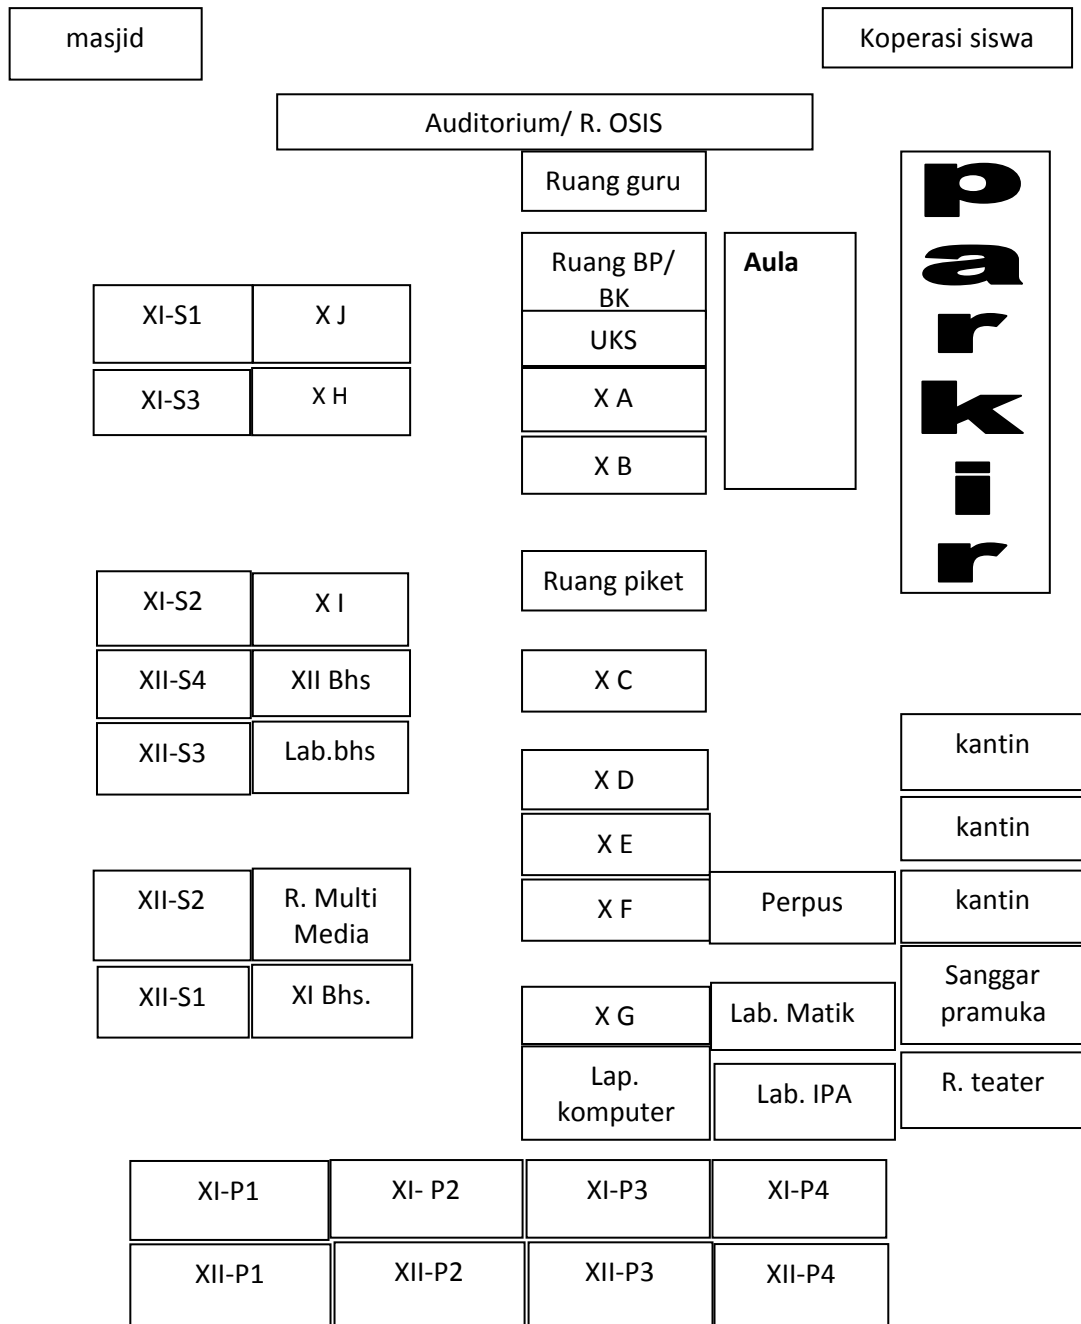 masjid
Koperasi siswa
Auditorium/ R. OSIS
Ruang guru
parkir
Ruang BP/
BK
Aula
XI-S1
X J
UKS
XI-S3
X H
X A
X B
Ruang piket
XI-S2
X I
XII-S4
XII Bhs
X C
XII-S3
Lab.bhs
kantin
X D
kantin
X E
XII-S2
R. Multi
Media
X F
Perpus
kantin
XII-S1
XI Bhs.
X G
Lab. Matik
Sanggar
pramuka
Lap.
komputer
Lab. IPA
R. teater
XI-P1
XI- P2
XI-P3
XI-P4
XII-P1
XII-P2
XII-P3
XII-P4